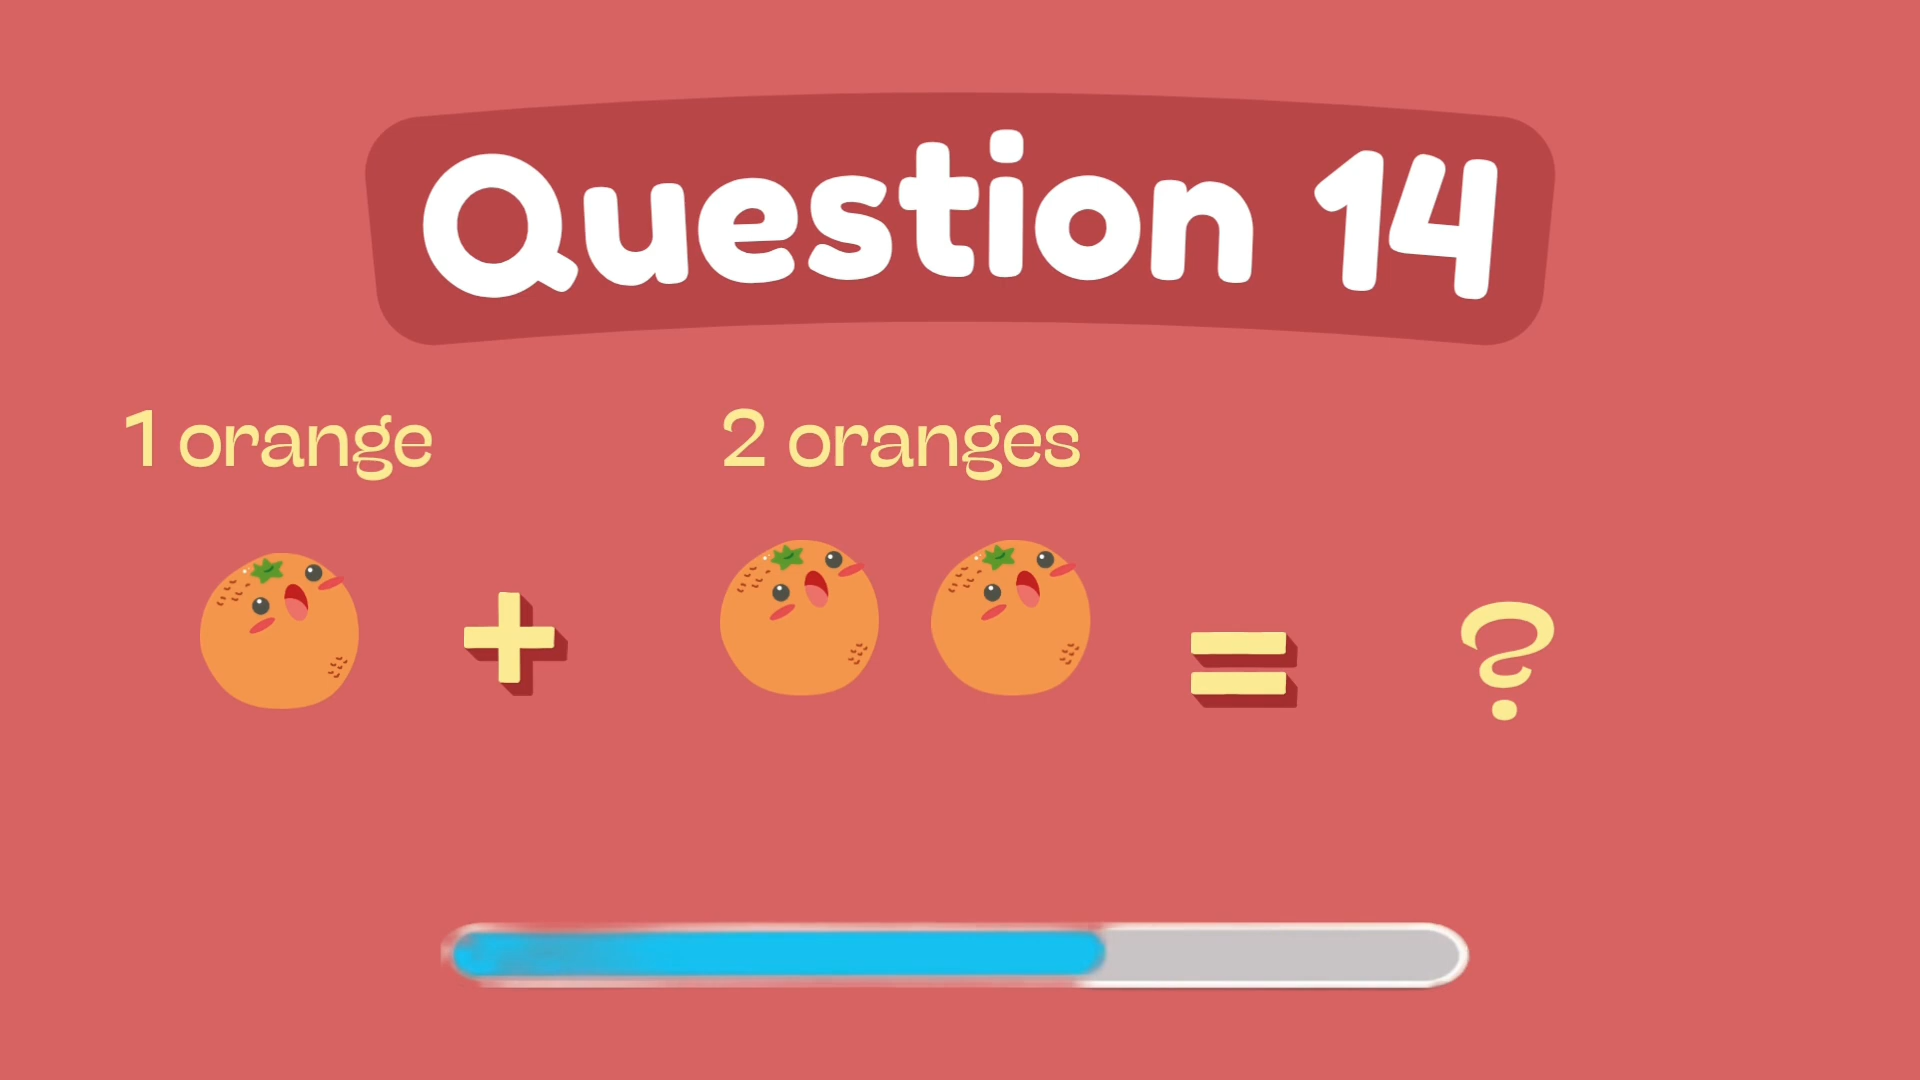 Question 14
1 orange
2 oranges
+ = ?